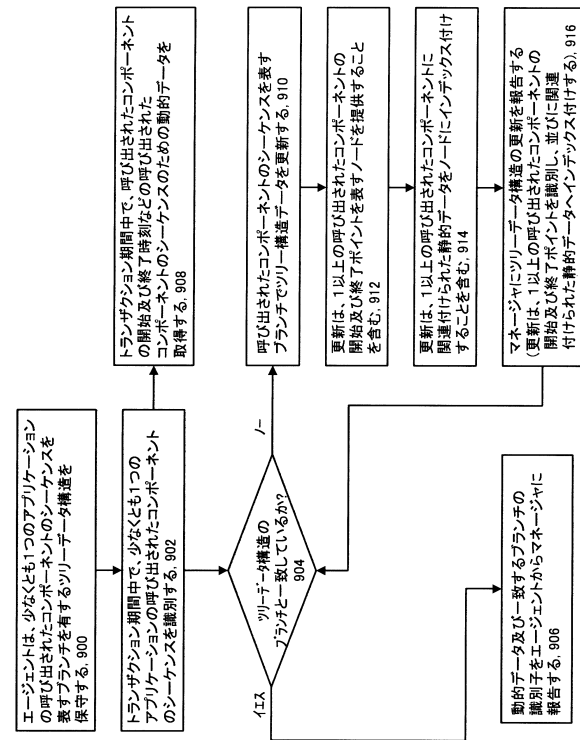 エージェントは、少なくとも1つのアプリケーション
の呼び出されたコンポーネントのシーケンスを
表すブランチを有するツリーデータ構造を
保守する, 900
トランザクション期間中で、少なくとも1つの
アプリケーションの呼び出されたコンポーネント
のシーケンスを識別する, 902
トランザクション期間中で、呼び出されたコンポーネント
の開始及び終了時刻などの呼び出された
コンポーネントのシーケンスのための動的データを
取得する, 908
ツリーデータ構造の
ブランチと一致しているか?
904
イエス
ノー
動的データ及び一致するブランチの
識別子をエージェントからマネージャに
報告する, 906
呼び出されたコンポーネントのシーケンスを表す
ブランチでツリー構造データを更新する, 910
更新は、1以上の呼び出されたコンポーネントの
開始及び終了ポイントを表すノードを提供すること
を含む, 912
更新は、1以上の呼び出されたコンポーネントに
関連付けられた静的データをノードにインデックス付け
することを含む, 914
マネージャにツリーデータ構造の更新を報告する
(更新は、1以上の呼び出されたコンポーネントの
開始及び終了ポイントを識別し、並びに関連
付けられた静的データへインデックス付けする), 916